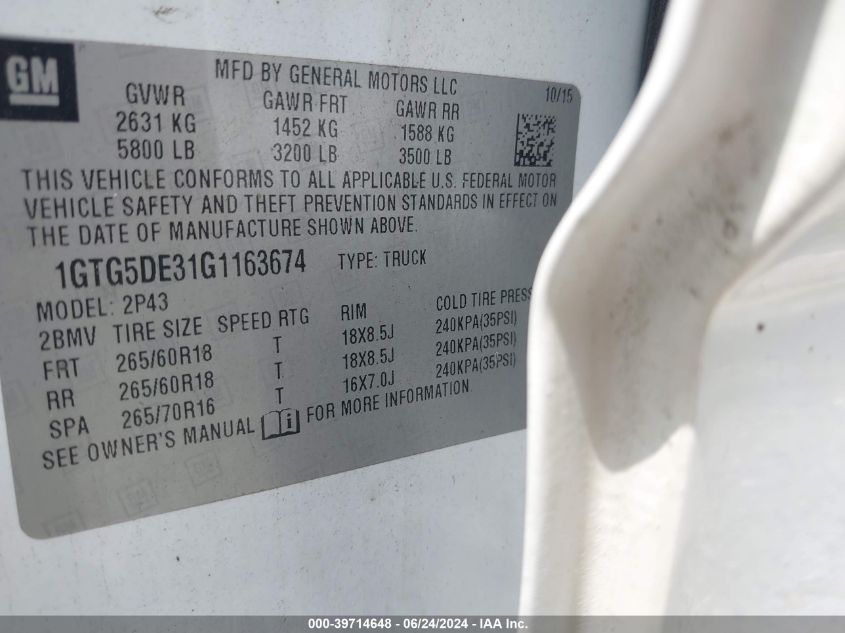 GM
MFD BY GENERAL MOTORS LLC
10/15
GVWR GAWR FRT GAWR RR
2631 KG 1452 KG 1588 KG
5800 LB 3200 LB 3500 LB
THIS VEHICLE CONFORMS TO ALL APPLICABLE U.S. FEDERAL MOTOR
VEHICLE SAFETY AND THEFT PREVENTION STANDARDS IN EFFECT ON
THE DATE OF MANUFACTURE SHOWN ABOVE.
1GTG5DE31G1163674 TYPE: TRUCK
MODEL: 2P43
2BMV TIRE SIZE SPEED RTG RIM COLD TIRE PRESS
FRT 265/60R18 T 18X8.5J 240KPA(35PSI)
RR 265/60R18 T 18X8.5J 240KPA(35PSI)
SPA 265/70R16 T 16X7.0J 240KPA(35PSI)
SEE OWNER'S MANUAL FOR MORE INFORMATION
000-39714648 - 06/24/2024 - IAA Inc.